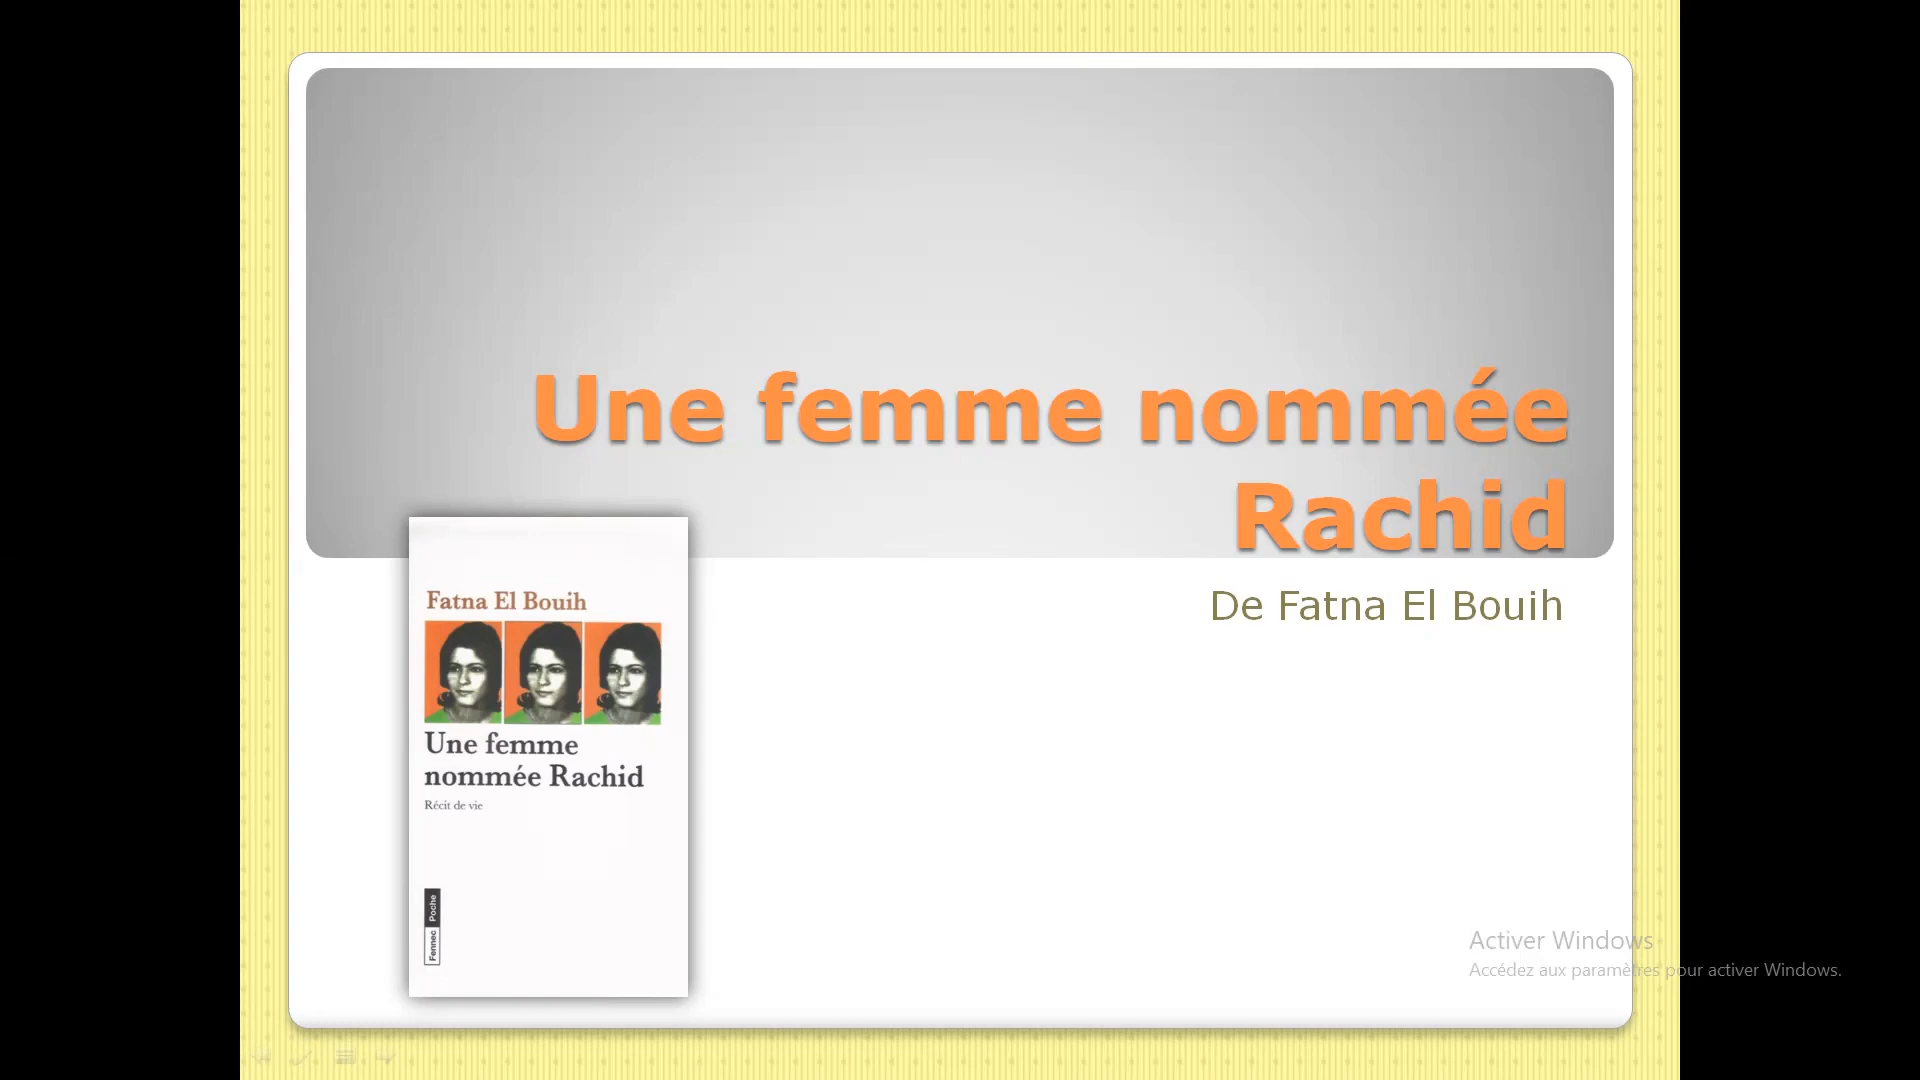 Une femme nommée
Rachid
De Fatna El Bouih
Fatna El Bouih
Une femme
nommée Rachid
Récit de vie
Fennec Poche
Activer Windows
Accédez aux paramètres pour activer Windows.